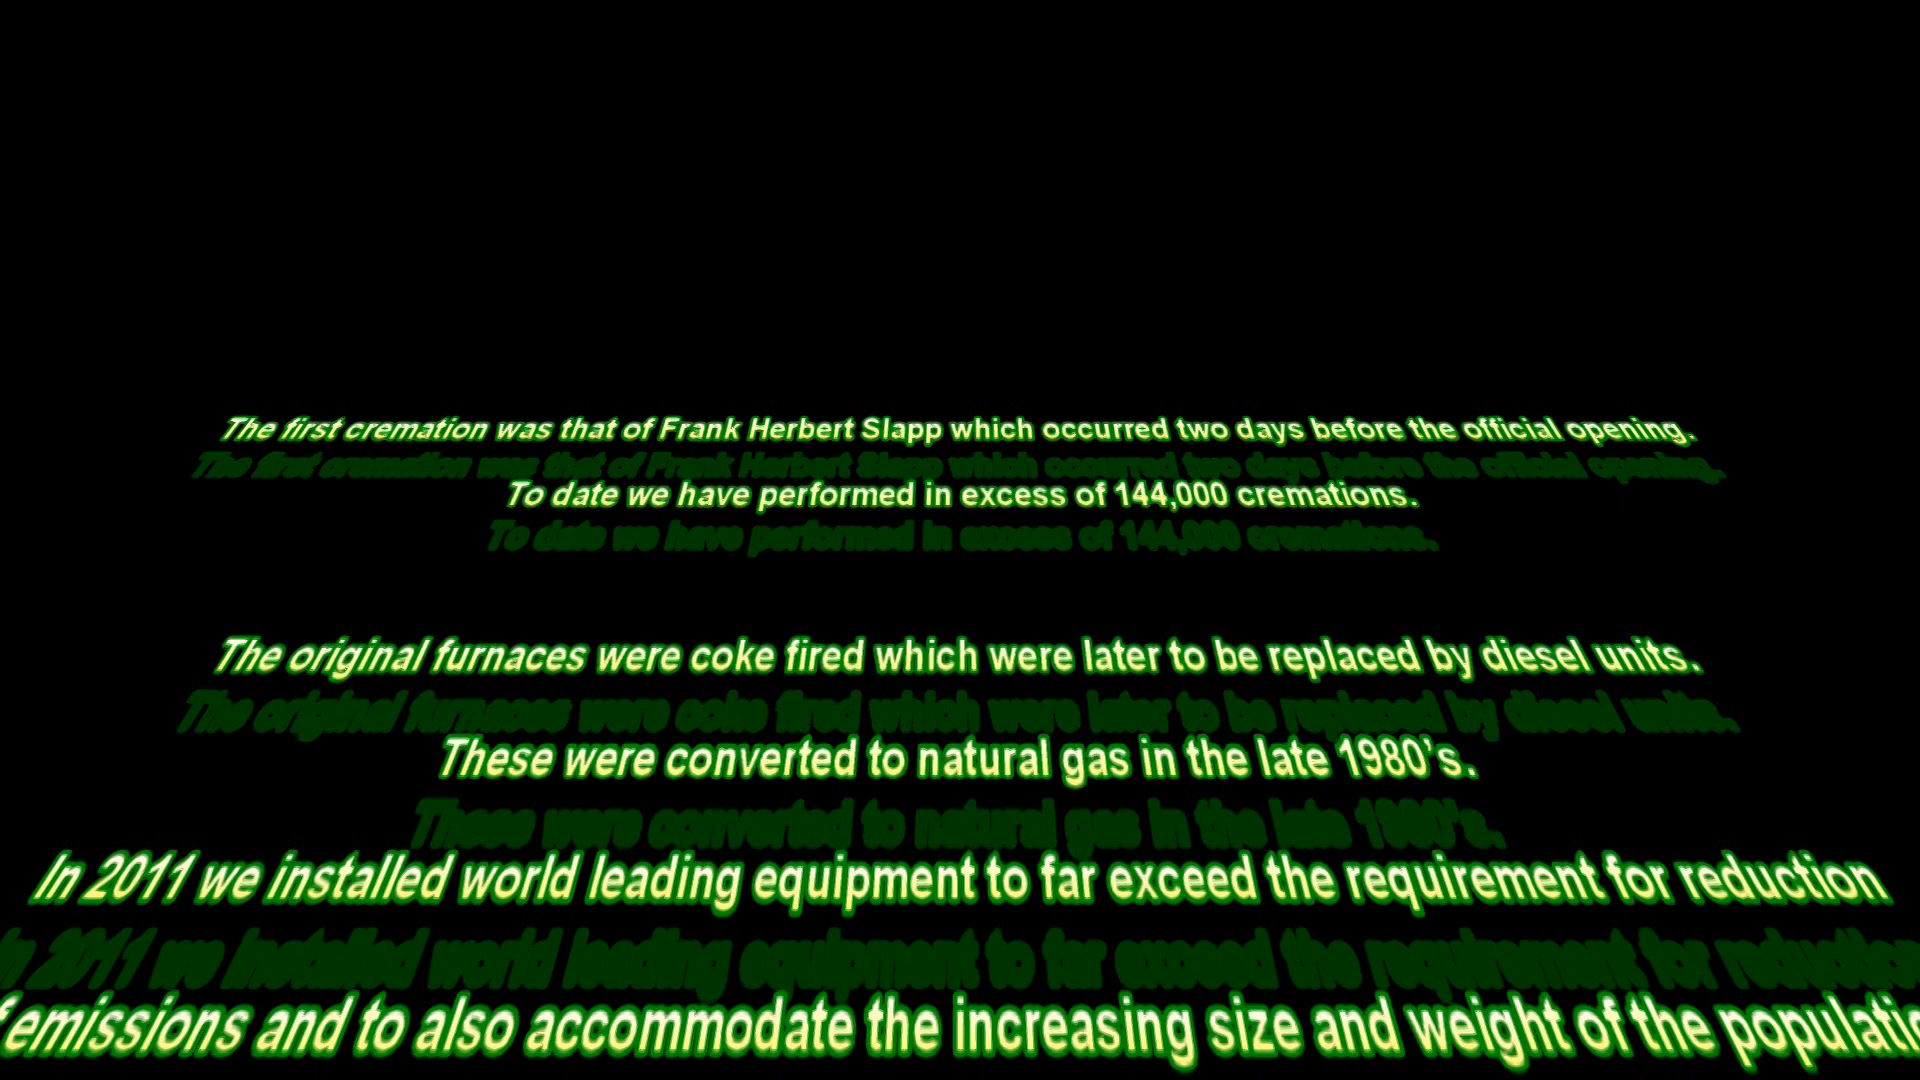 The first cremation was that of Frank Herbert Slapp which occurred two days before the official opening.
To date we have performed in excess of 144,000 cremations.
The original furnaces were coke fired which were later to be replaced by diesel units.
These were converted to natural gas in the late 1980's.
In 2011 we installed world leading equipment to far exceed the requirement for reduction
emissions and to also accommodate the increasing size and weight of the